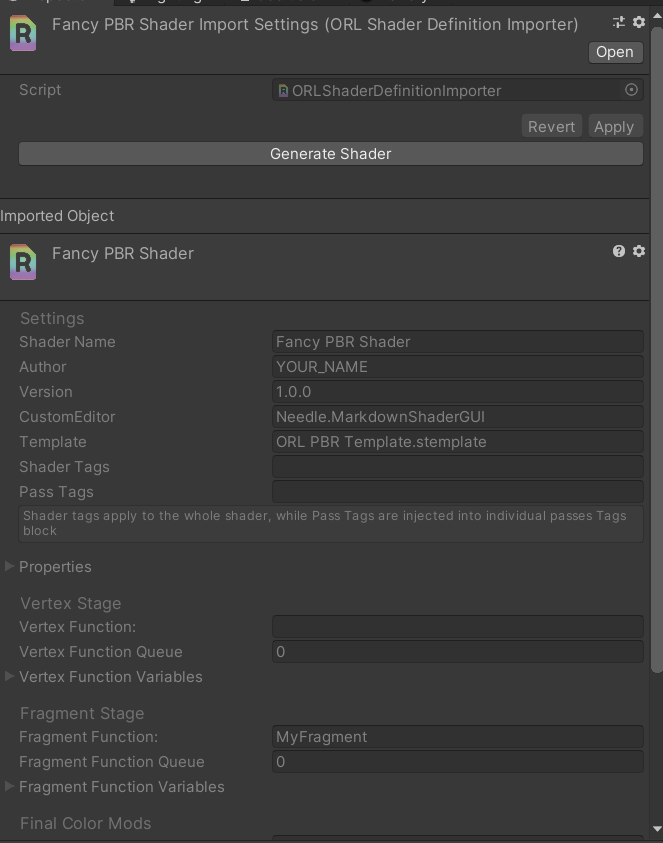 Fancy PBR Shader Import Settings (ORL Shader Definition Importer)
Open
Script
ORLShaderDefinitionImporter
Revert
Apply
Generate Shader
Imported Object
Fancy PBR Shader
Settings
Shader Name
Fancy PBR Shader
Author
YOUR_NAME
Version
1.0.0
CustomEditor
Needle.MarkdownShaderGUI
Template
ORL PBR Template.stemplate
Shader Tags
Pass Tags
Shader tags apply to the whole shader, while Pass Tags are injected into individual passes Tags
block
Properties
Vertex Stage
Vertex Function:
Vertex Function Queue
0
Vertex Function Variables
Fragment Stage
Fragment Function:
MyFragment
Fragment Function Queue
0
Fragment Function Variables
Final Color Mods